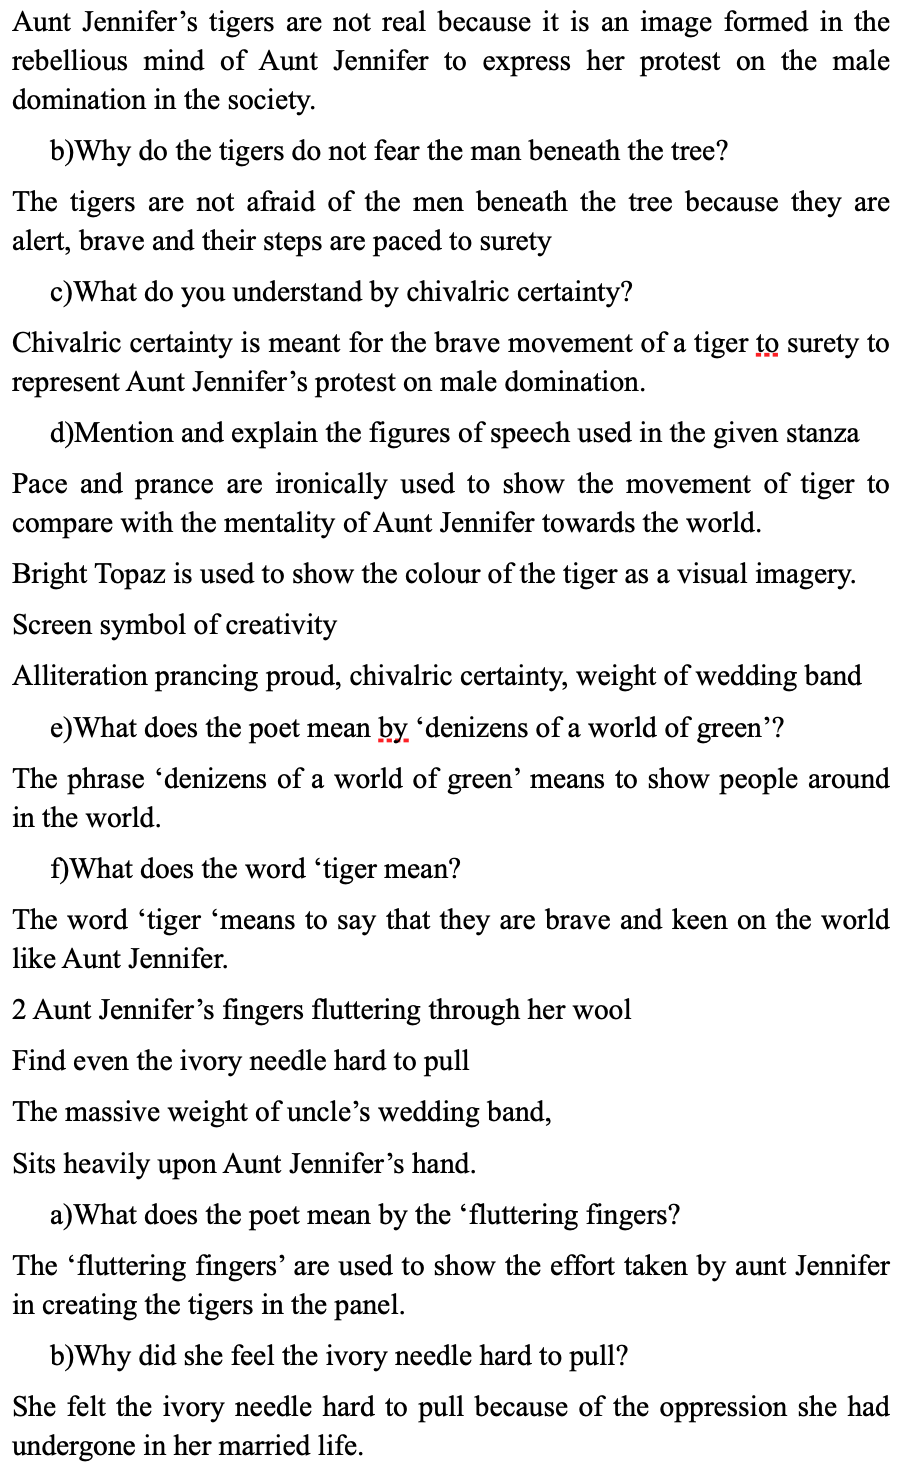 Aunt Jennifer’s tigers are not real because it is an image formed in the
rebellious mind of Aunt Jennifer to express her protest on the male
domination in the society.
b)Why do the tigers do not fear the man beneath the tree?
The tigers are not afraid of the men beneath the tree because they are
alert, brave and their steps are paced to surety
c)What do you understand by chivalric certainty?
Chivalric certainty is meant for the brave movement of a tiger to surety to
represent Aunt Jennifer’s protest on male domination.
d)Mention and explain the figures of speech used in the given stanza
Pace and prance are ironically used to show the movement of tiger to
compare with the mentality of Aunt Jennifer towards the world.
Bright Topaz is used to show the colour of the tiger as a visual imagery.
Screen symbol of creativity
Alliteration prancing proud, chivalric certainty, weight of wedding band
e)What does the poet mean by ‘denizens of a world of green’?
The phrase ‘denizens of a world of green’ means to show people around
in the world.
f)What does the word ‘tiger mean?
The word ‘tiger ‘means to say that they are brave and keen on the world
like Aunt Jennifer.
2 Aunt Jennifer’s fingers fluttering through her wool
Find even the ivory needle hard to pull
The massive weight of uncle’s wedding band,
Sits heavily upon Aunt Jennifer’s hand.
a)What does the poet mean by the ‘fluttering fingers?
The ‘fluttering fingers’ are used to show the effort taken by aunt Jennifer
in creating the tigers in the panel.
b)Why did she feel the ivory needle hard to pull?
She felt the ivory needle hard to pull because of the oppression she had
undergone in her married life.